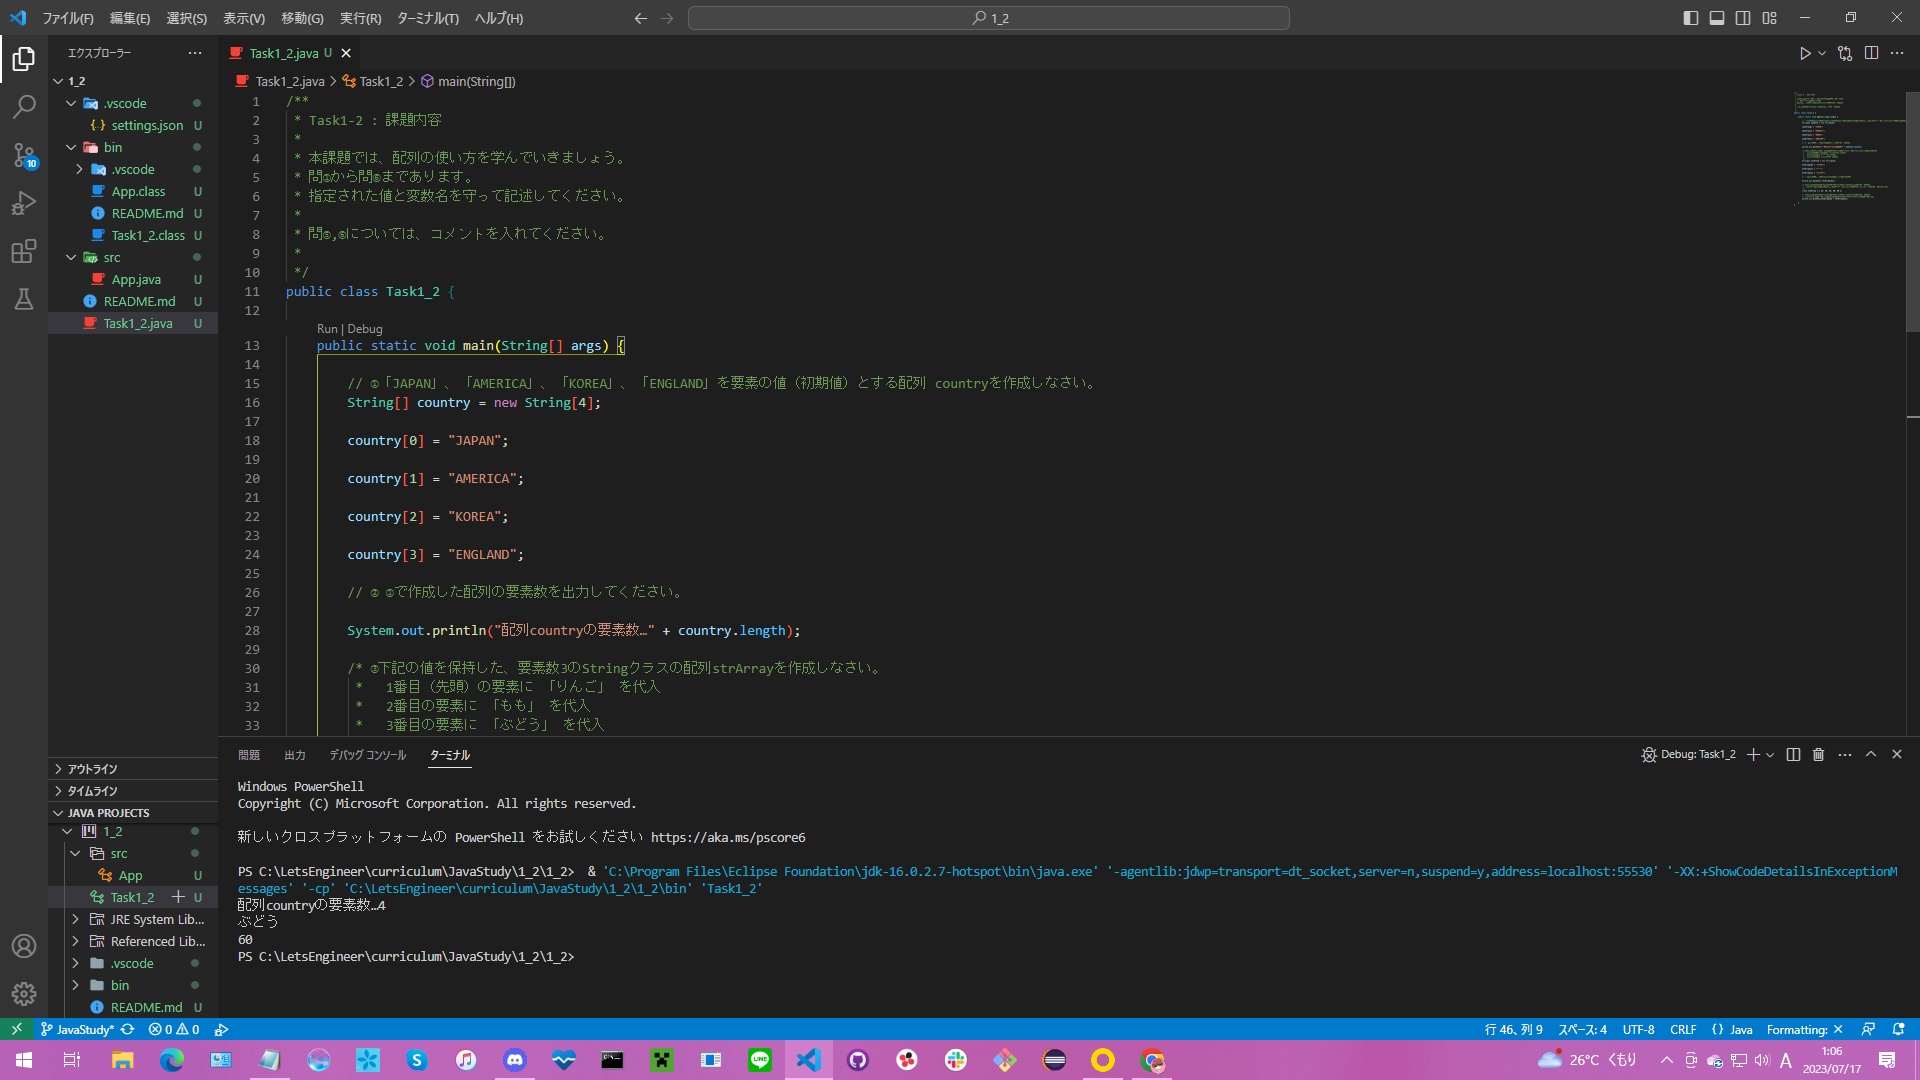 ファイル(F) 編集(E) 選択(S) 表示(V) 移動(G) 実行(R) ターミナル(T) ヘルプ(H)
1_2
エクスプローラー
1_2
.vscode
settings.json U
bin
.vscode
App.class U
README.md U
Task1_2.class U
src
App.java U
README.md U
Task1_2.java U
10
Task1_2.java U
Task1_2.java > Task1_2 > main(String[])
1 /**
2 * Task1-2 : 課題内容
3 *
4 * 本課題では、配列の使い方を学んでいきましょう。
5 * 問①から問⑥まであります。
6 * 指定された値と変数名を守って記述してください。
7 *
8 * 問⑤,⑥については、コメントを入れてください。
9 *
10 */
11 public class Task1_2 {
12
Run | Debug
13 public static void main(String[] args) {
14
15 // ①「JAPAN」、「AMERICA」、「KOREA」、「ENGLAND」を要素の値（初期値）とする配列 countryを作成しなさい。
16 String[] country = new String[4];
17
18 country[0] = "JAPAN";
19
20 country[1] = "AMERICA";
21
22 country[2] = "KOREA";
23
24 country[3] = "ENGLAND";
25
26 // ② ①で作成した配列の要素数を出力してください。
27
28 System.out.println("配列countryの要素数…" + country.length);
29
30 /* ③下記の値を保持した、要素数3のStringクラスの配列strArrayを作成しなさい。
31 * 1番目（先頭）の要素に 「りんご」 を代入
32 * 2番目の要素に 「もも」 を代入
33 * 3番目の要素に 「ぶどう」 を代入
アウトライン
タイムライン
JAVA PROJECTS
1_2
src
App U
Task1_2 U
JRE System Lib...
Referenced Lib...
.vscode
bin
README.md U
問題 出力 デバッグ コンソール ターミナル
Debug: Task1_2
Windows PowerShell
Copyright (C) Microsoft Corporation. All rights reserved.
新しいクロスプラットフォームの PowerShell をお試しください https://aka.ms/pscore6
PS C:\LetsEngineer\curriculum\JavaStudy\1_2\1_2> & 'C:\Program Files\Eclipse Foundation\jdk-16.0.2.7-hotspot\bin\java.exe' '-agentlib:jdwp=transport=dt_socket,server=n,suspend=y,address=localhost:55530' '-XX:+ShowCodeDetailsInExceptionM
essages' '-cp' 'C:\LetsEngineer\curriculum\JavaStudy\1_2\1_2\bin' 'Task1_2'
配列countryの要素数…4
ぶどう
60
PS C:\LetsEngineer\curriculum\JavaStudy\1_2\1_2>
JavaStudy* 0 0
行 46、列 9 スペース: 4 UTF-8 CRLF {} Java Formatting: ×
26°C くもり
A
1:06
2023/07/17